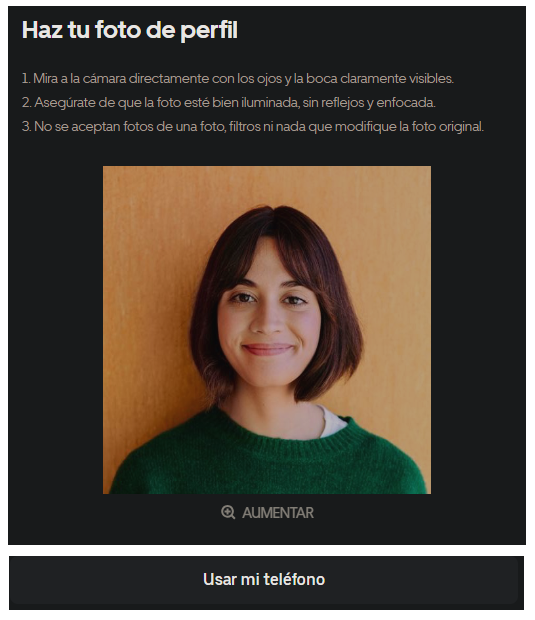 Haz tu foto de perfil
1. Mira a la cámara directamente con los ojos y la boca claramente visibles.
2. Asegúrate de que la foto esté bien iluminada, sin reflejos y enfocada.
3. No se aceptan fotos de una foto, filtros ni nada que modifique la foto original.
AUMENTAR
Usar mi teléfono